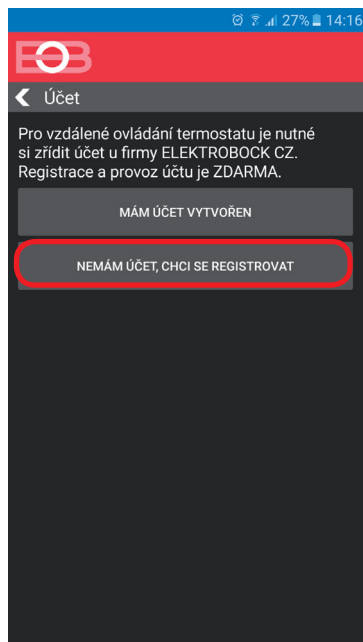 27% 14:16
EOB
Účet
Pro vzdálené ovládání termostatu je nutné
si zřídit účet u firmy ELEKTROBOCK CZ.
Registrace a provoz účtu je ZDARMA.
MÁM ÚČET VYTVOŘEN
NEMÁM ÚČET, CHCI SE REGISTROVAT